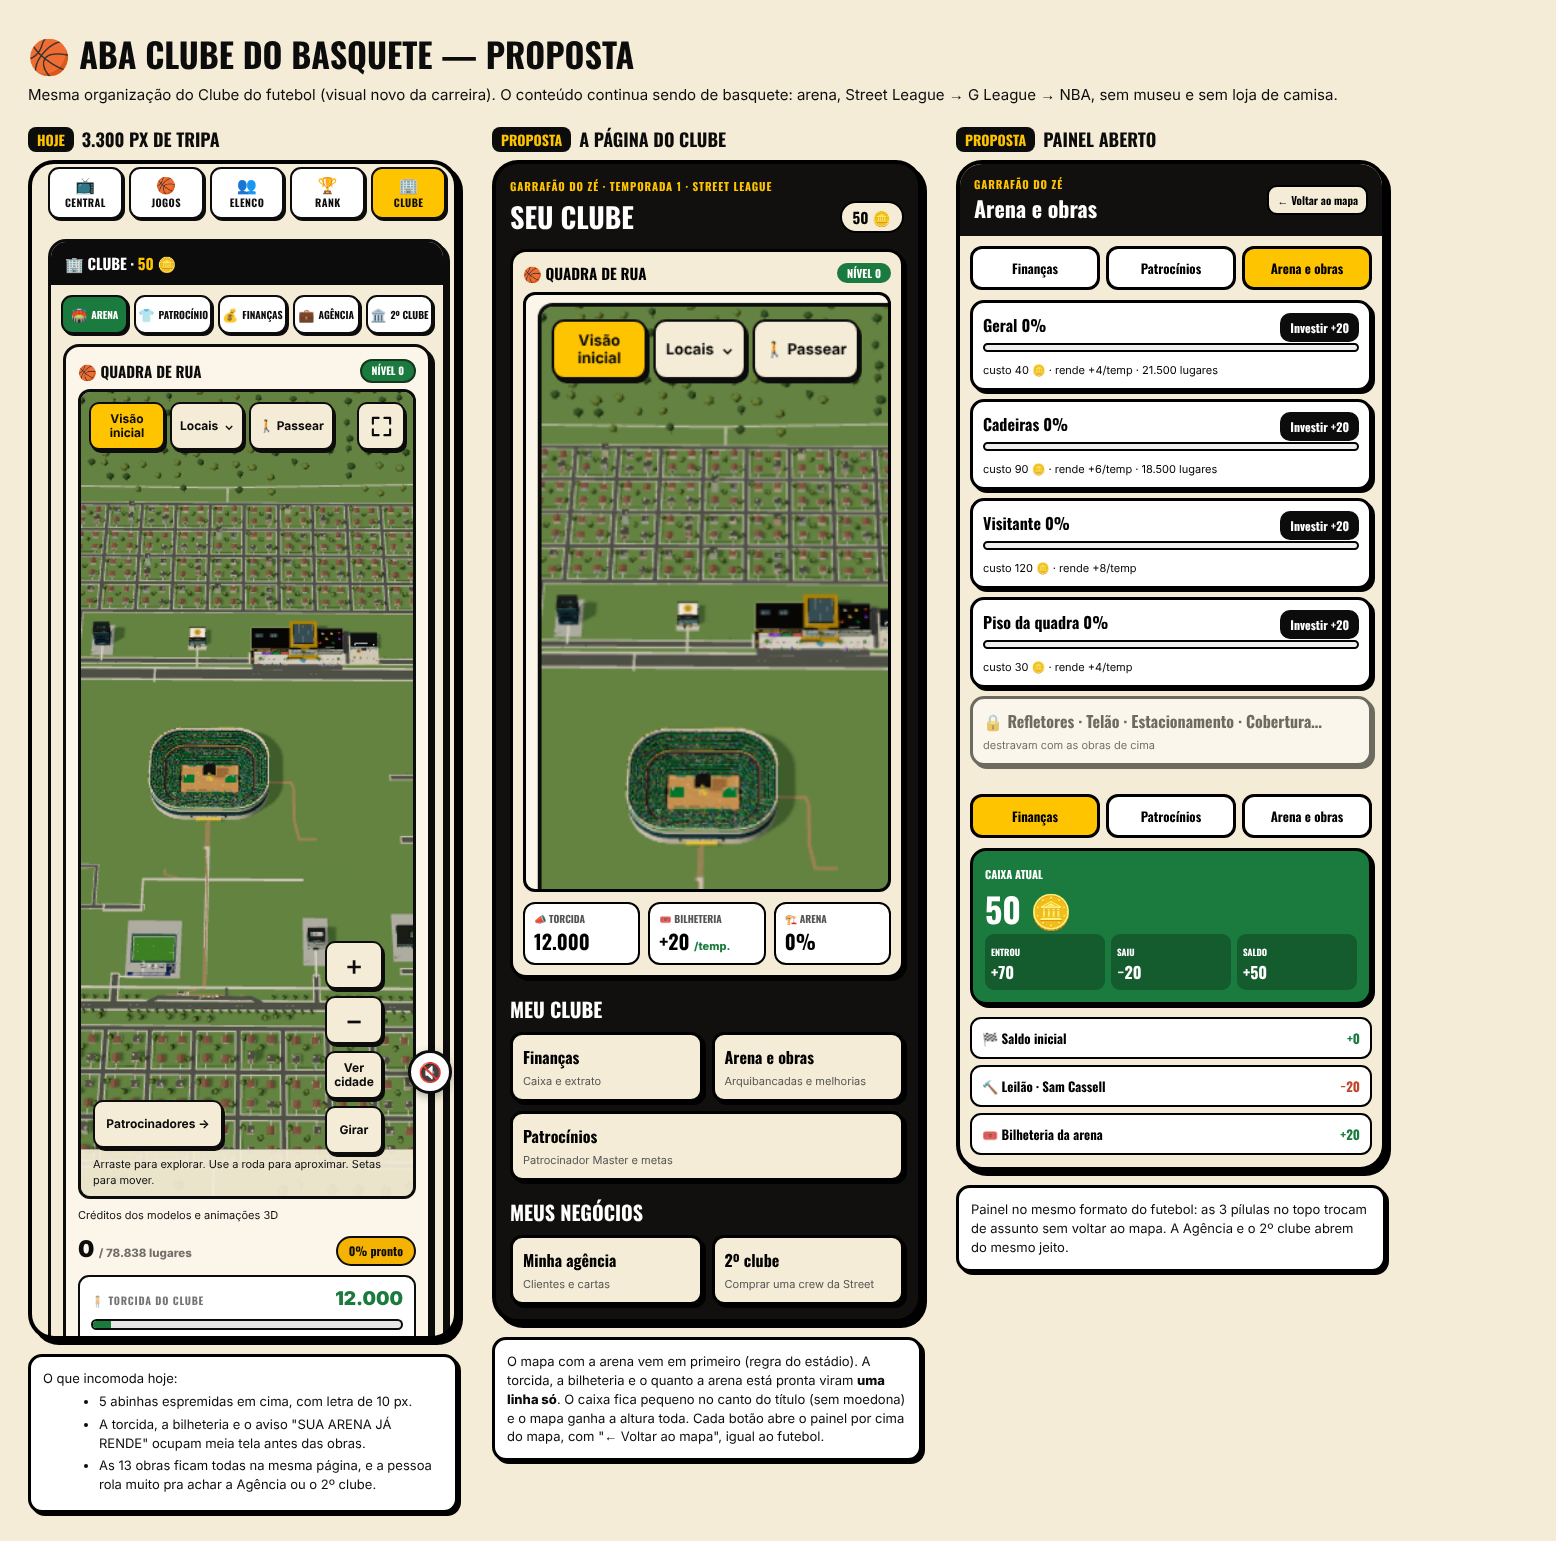 🏀 ABA CLUBE DO BASQUETE — PROPOSTA
Mesma organização do Clube do futebol (visual novo da carreira). O conteúdo continua sendo de basquete: arena, Street League → G League → NBA, sem museu e sem loja de camisa.
HOJE 3.300 PX DE TRIPA
CENTRAL JOGOS ELENCO RANK CLUBE
CLUBE · 50
ARENA PATROCÍNIO FINANÇAS AGÊNCIA 2º CLUBE
QUADRA DE RUA NÍVEL 0
Visão
inicial
Locais
Passear
+
−
Ver
cidade
Girar
Patrocinadores →
Arraste para explorar. Use a roda para aproximar. Setas
para mover.
Créditos dos modelos e animações 3D
0 / 78.838 lugares 0% pronto
TORCIDA DO CLUBE 12.000
O que incomoda hoje:
• 5 abinhas espremidas em cima, com letra de 10 px.
• A torcida, a bilheteria e o aviso "SUA ARENA JÁ
RENDE" ocupam meia tela antes das obras.
• As 13 obras ficam todas na mesma página, e a pessoa
rola muito pra achar a Agência ou o 2º clube.
PROPOSTA A PÁGINA DO CLUBE
GARRAFÃO DO ZÉ · TEMPORADA 1 · STREET LEAGUE
SEU CLUBE 50
QUADRA DE RUA NÍVEL 0
Visão
inicial
Locais
Passear
TORCIDA
12.000
BILHETERIA
+20 /temp.
ARENA
0%
MEU CLUBE
Finanças
Caixa e extrato
Arena e obras
Arquibancadas e melhorias
Patrocínios
Patrocinador Master e metas
MEUS NEGÓCIOS
Minha agência
Clientes e cartas
2º clube
Comprar uma crew da Street
O mapa com a arena vem em primeiro (regra do estádio). A
torcida, a bilheteria e o quanto a arena está pronta viram uma
linha só. O caixa fica pequeno no canto do título (sem moedona)
e o mapa ganha a altura toda. Cada botão abre o painel por cima
do mapa, com "← Voltar ao mapa", igual ao futebol.
PROPOSTA PAINEL ABERTO
GARRAFÃO DO ZÉ
Arena e obras ← Voltar ao mapa
Finanças Patrocínios Arena e obras
Geral 0% Investir +20
custo 40 · rende +4/temp · 21.500 lugares
Cadeiras 0% Investir +20
custo 90 · rende +6/temp · 18.500 lugares
Visitante 0% Investir +20
custo 120 · rende +8/temp
Piso da quadra 0% Investir +20
custo 30 · rende +4/temp
Refletores · Telão · Estacionamento · Cobertura...
destravam com as obras de cima
Finanças Patrocínios Arena e obras
CAIXA ATUAL
50
ENTROU
+70
SAIU
−20
SALDO
+50
Saldo inicial +0
Leilão · Sam Cassell −20
Bilheteria da arena +20
Painel no mesmo formato do futebol: as 3 pílulas no topo trocam
de assunto sem voltar ao mapa. A Agência e o 2º clube abrem
do mesmo jeito.